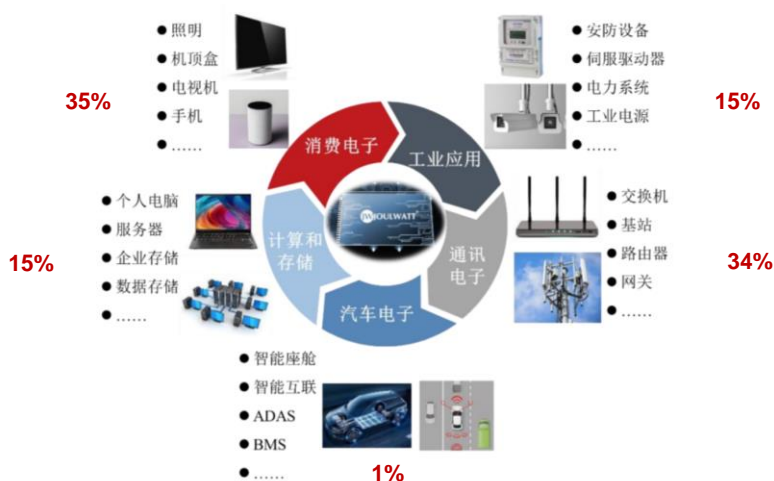 ● 照明
● 机顶盒
● 电视机
● 手机
● ……
35%
● 安防设备
● 伺服驱动器
● 电力系统
● 工业电源
● ……
15%
消费电子
工业应用
JW JOULWATT
计算和
存储
通讯
电子
汽车电子
● 个人电脑
● 服务器
● 企业存储
● 数据存储
● ……
15%
● 交换机
● 基站
● 路由器
● 网关
● ……
34%
● 智能座舱
● 智能互联
● ADAS
● BMS
● ……
1%